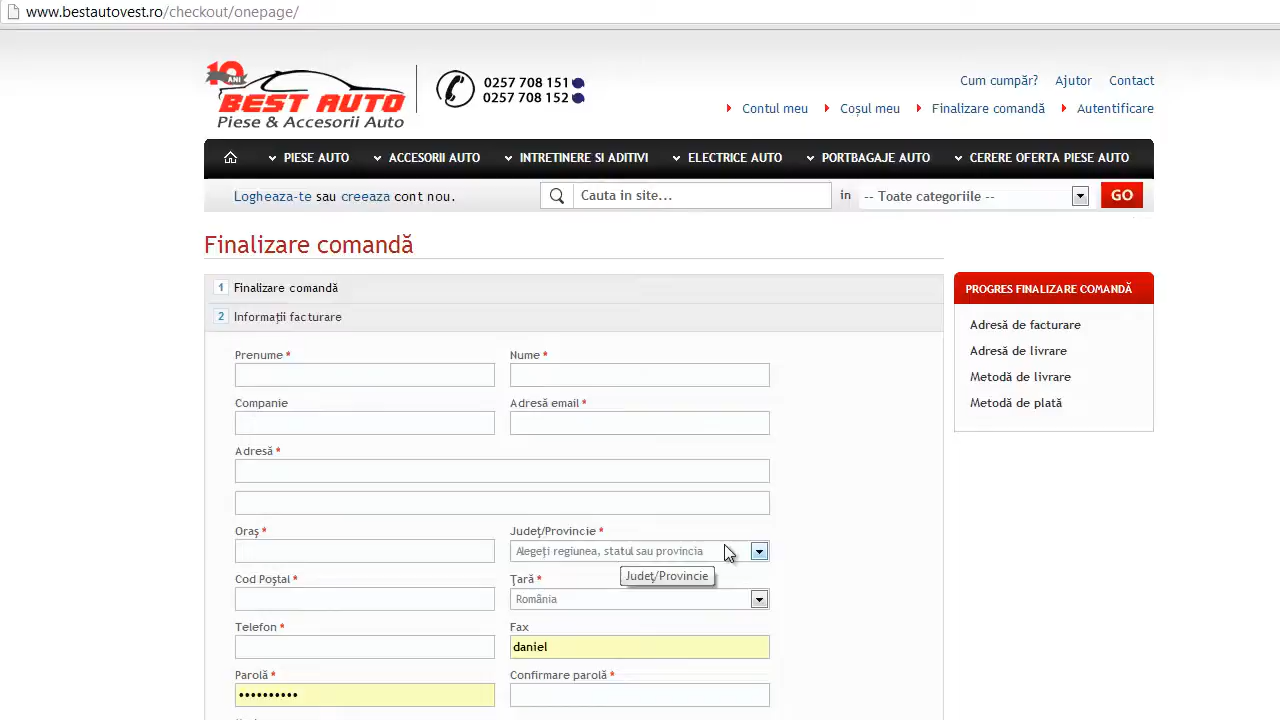 www.bestautovest.ro/checkout/onepage/
10 ANI
BEST AUTO
Piese & Accesorii Auto
0257 708 151
0257 708 152
Cum cumpăr? Ajutor Contact
Contul meu Coșul meu Finalizare comandă Autentificare
PIESE AUTO ACCESORII AUTO INTRETINERE SI ADITIVI ELECTRICE AUTO PORTBAGAJE AUTO CERERE OFERTA PIESE AUTO
Logheaza-te sau creeaza cont nou. Cauta in site... in -- Toate categoriile -- GO
Finalizare comandă
1 Finalizare comandă
2 Informații facturare
Prenume * Nume *
Companie Adresă email *
Adresă *
Oraș * Județ/Provincie *
Alegeți regiunea, statul sau provincia
Județ/Provincie
Cod Poștal * Țară *
România
Telefon * Fax
daniel
Parolă * Confirmare parolă *
••••••••••
PROGRES FINALIZARE COMANDĂ
Adresă de facturare
Adresă de livrare
Metodă de livrare
Metodă de plată